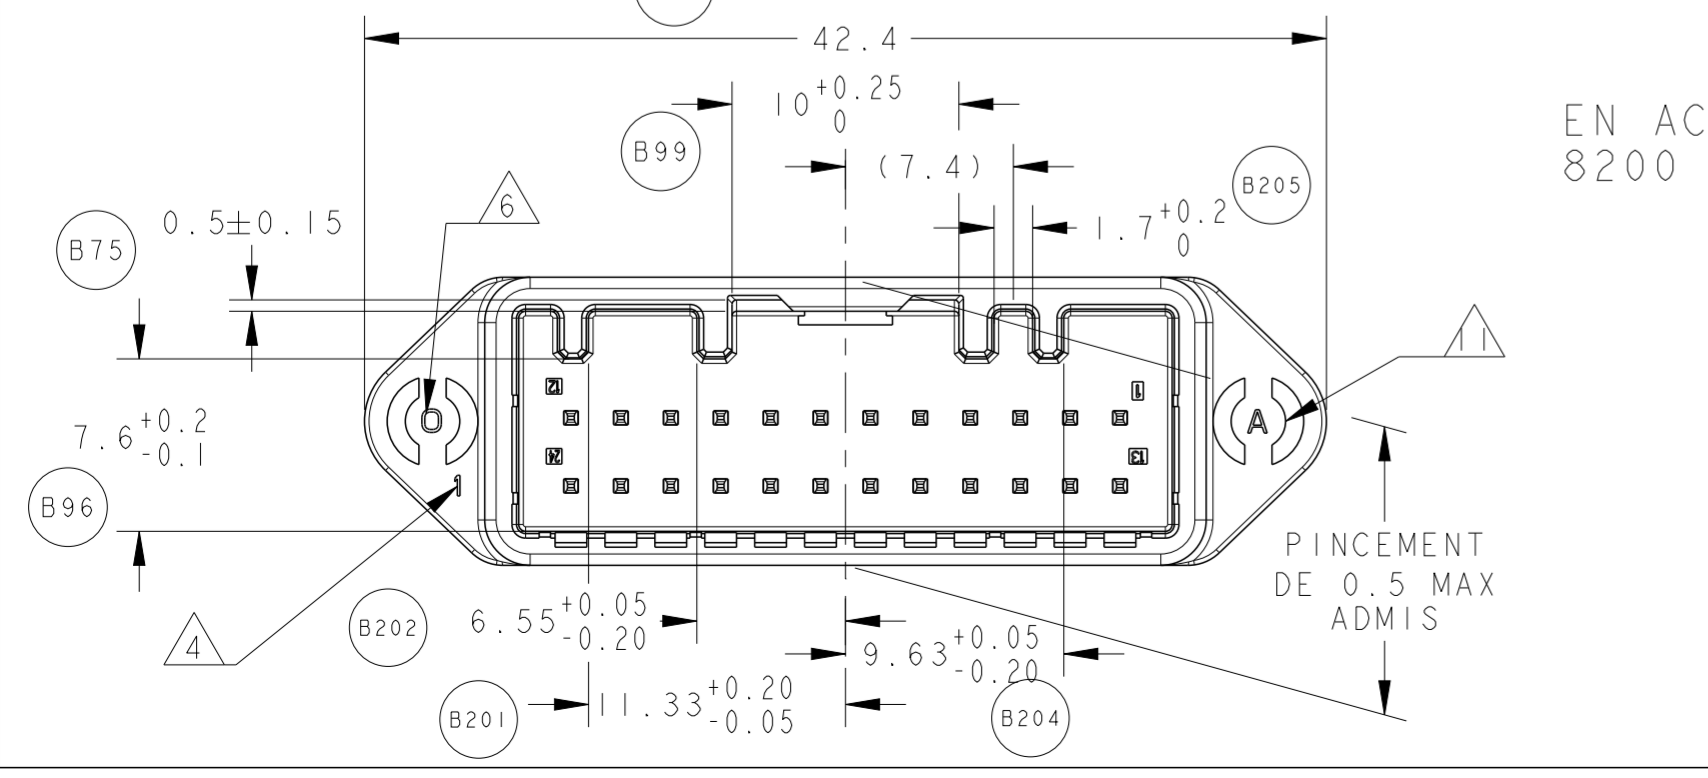 42.4
10 +0.25
0
EN AC
8200
B99
(7.4)
B205
6
0.5±0.15
B75
1.7 +0.2
0
11
12
1
7.6 +0.2
-0.1
O
A
24
13
1
B96
PINCEMENT
DE 0.5 MAX
ADMIS
4
B202
6.55 +0.05
-0.20
9.63 +0.05
-0.20
B201
11.33 +0.20
-0.05
B204